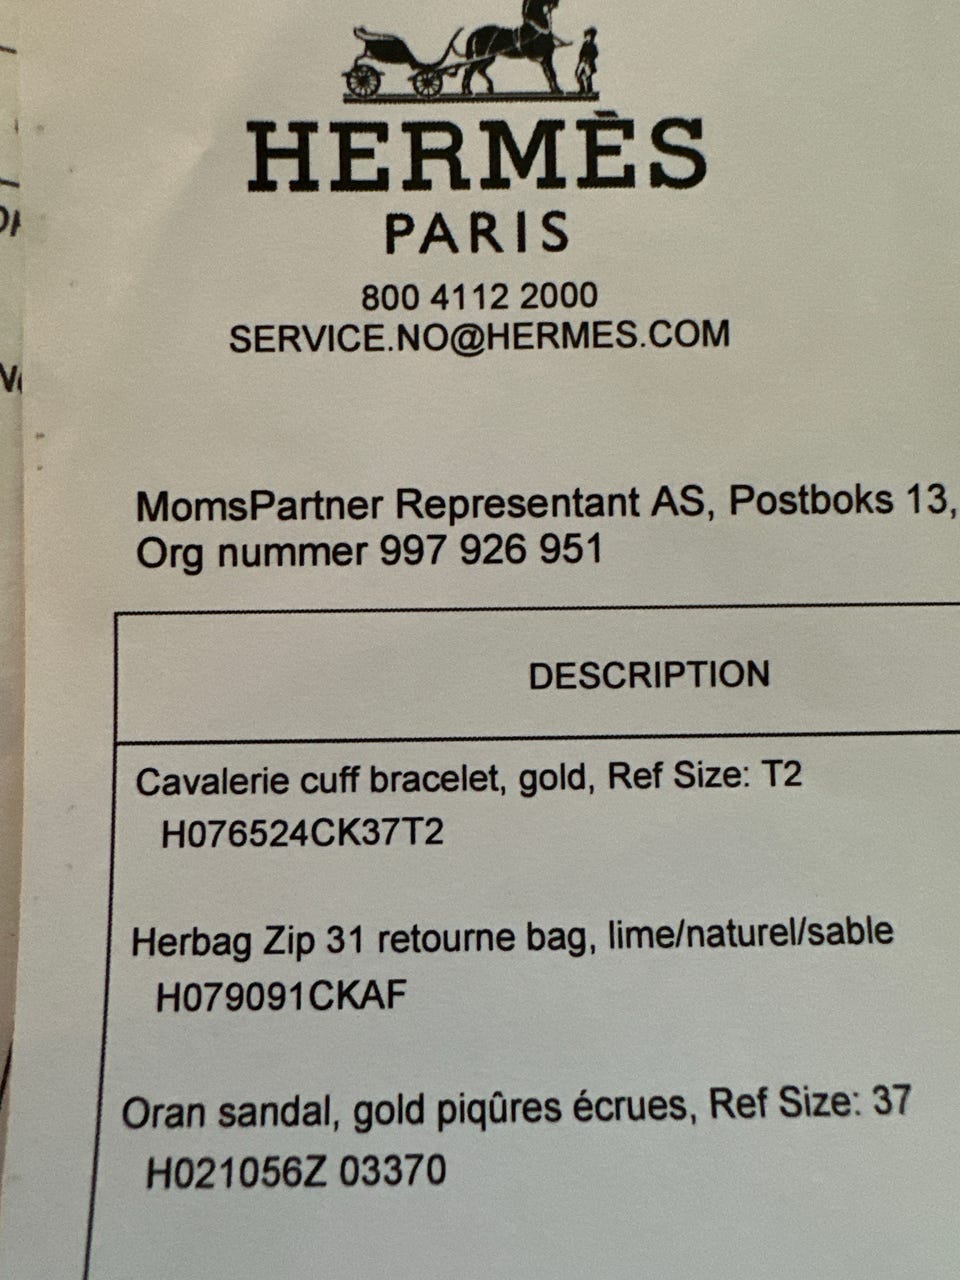 HERMÈS
PARIS
800 4112 2000
SERVICE.NO@HERMES.COM
MomsPartner Representant AS, Postboks 13,
Org nummer 997 926 951
DESCRIPTION
Cavalerie cuff bracelet, gold, Ref Size: T2
H076524CK37T2
Herbag Zip 31 retourne bag, lime/naturel/sable
H079091CKAF
Oran sandal, gold piqûres écrues, Ref Size: 37
H021056Z 03370